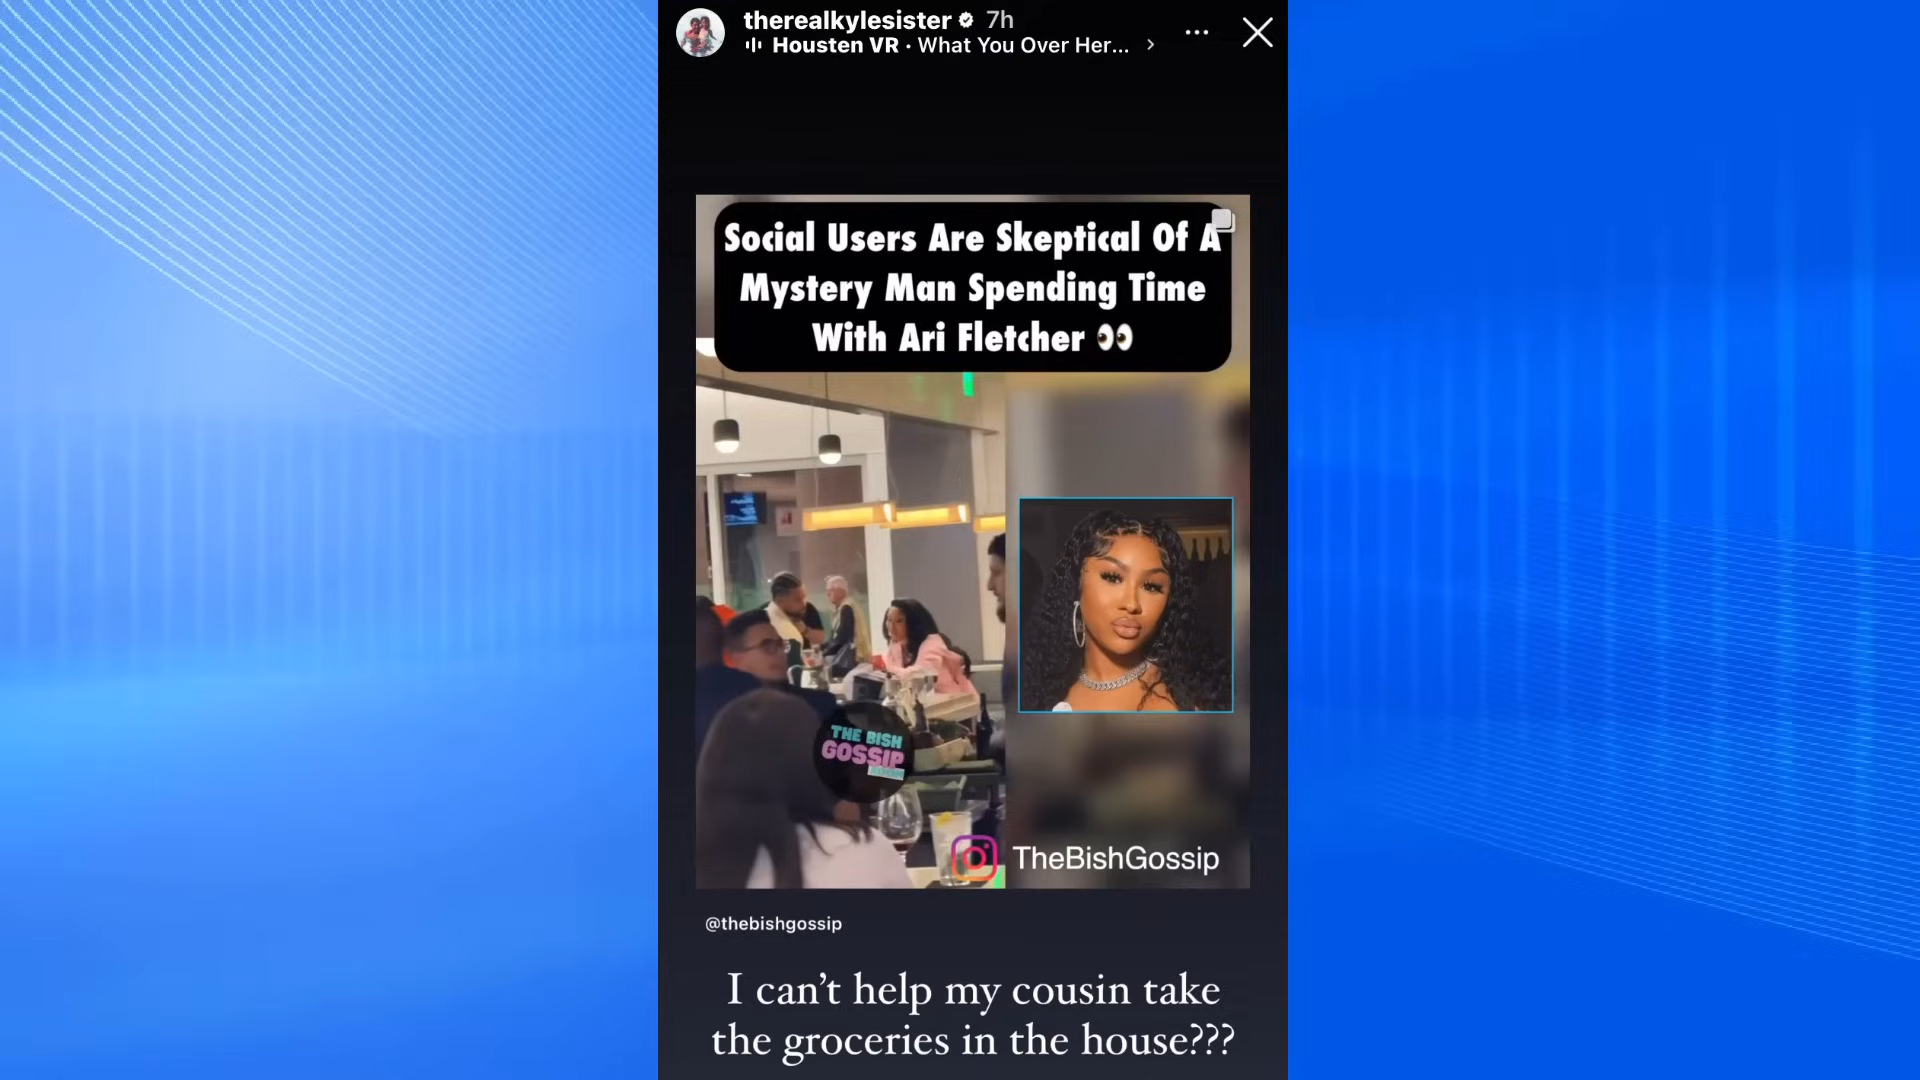 therealkylesister 7h
Housten VR · What You Over Her...
Social Users Are Skeptical Of A
Mystery Man Spending Time
With Ari Fletcher 👀
THE BISH
GOSSIP
TheBishGossip
@thebishgossip
I can't help my cousin take
the groceries in the house???